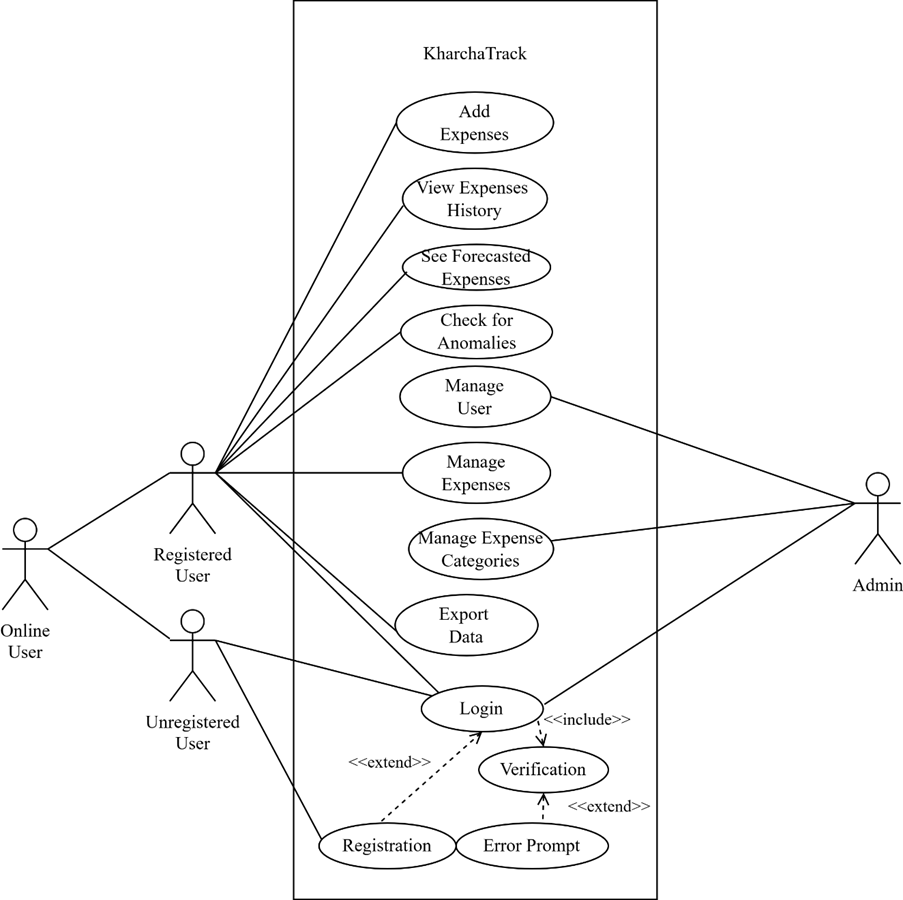 KharchaTrack
Add
Expenses
View Expenses
History
See Forecasted
Expenses
Check for
Anomalies
Manage
User
Manage
Expenses
Manage Expense
Categories
Export
Data
Login
<<include>>
<<extend>>
Verification
<<extend>>
Registration
Error Prompt
Registered
User
Online
User
Unregistered
User
Admin